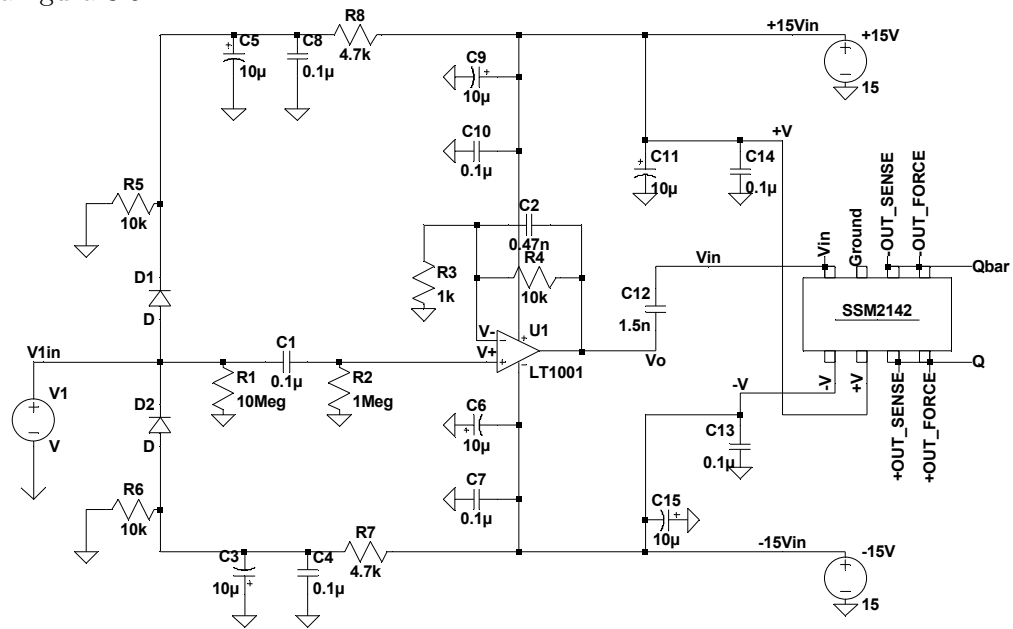 R8
C5
C8
4.7k
10µ
0.1µ
C9
10µ
+15Vin
+15V
15
C10
0.1µ
+V
C11
10µ
C14
0.1µ
R5
10k
C2
0.47n
R4
10k
R3
1k
Vin
Vin
Ground
-OUT_SENSE
-OUT_FORCE
Qbar
D1
D
C12
1.5n
SSM2142
V-
V+
U1
LT1001
Vo
V1in
C1
0.1µ
R1
10Meg
R2
1Meg
Q
V1
V
D2
D
-V
-V
+V
+OUT_SENSE
+OUT_FORCE
C6
10µ
C13
0.1µ
R6
10k
C7
0.1µ
C15
10µ
R7
4.7k
C3
10µ
C4
0.1µ
-15Vin
-15V
15